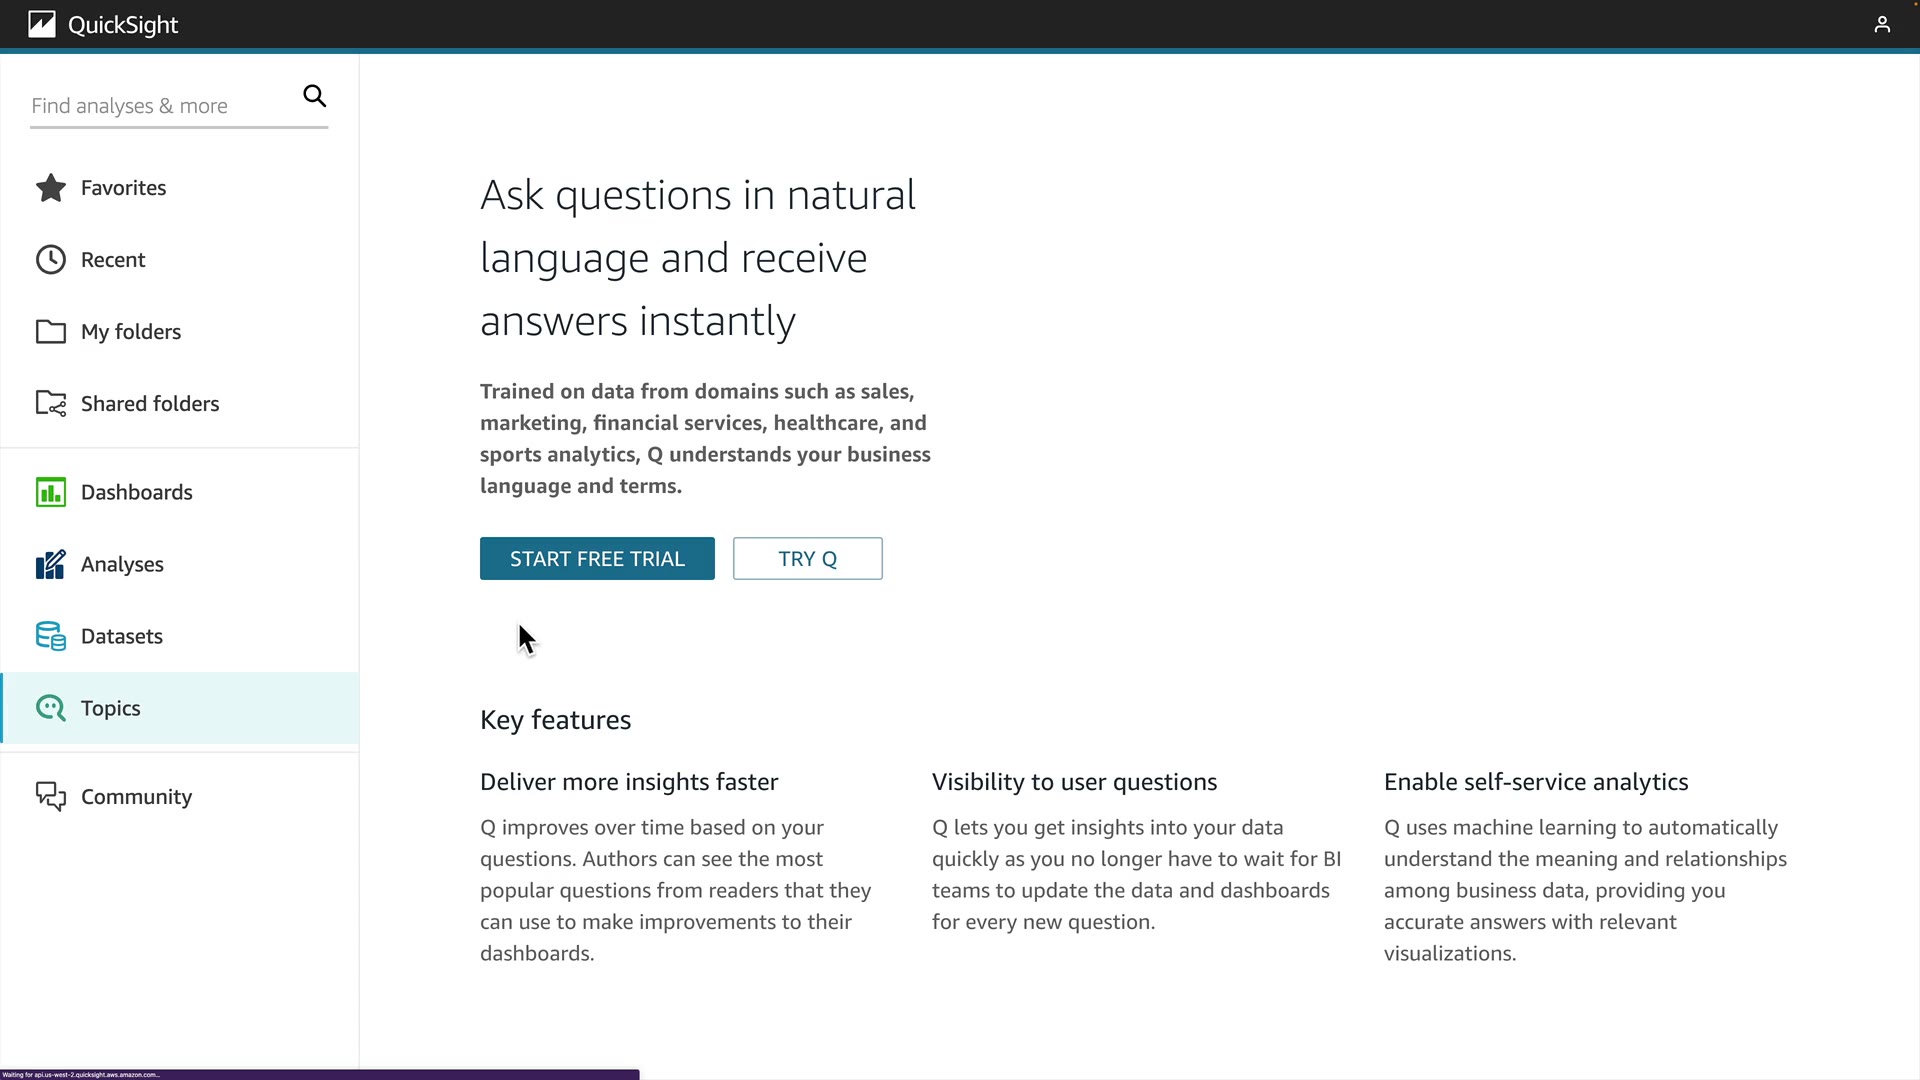 QuickSight
Find analyses & more
Favorites
Recent
My folders
Shared folders
Dashboards
Analyses
Datasets
Topics
Community
Ask questions in natural
language and receive
answers instantly
Trained on data from domains such as sales,
marketing, financial services, healthcare, and
sports analytics, Q understands your business
language and terms.
START FREE TRIAL
TRY Q
Key features
Deliver more insights faster
Q improves over time based on your
questions. Authors can see the most
popular questions from readers that they
can use to make improvements to their
dashboards.
Visibility to user questions
Q lets you get insights into your data
quickly as you no longer have to wait for BI
teams to update the data and dashboards
for every new question.
Enable self-service analytics
Q uses machine learning to automatically
understand the meaning and relationships
among business data, providing you
accurate answers with relevant
visualizations.
Waiting for api.us-west-2.quicksight.aws.amazon.com...